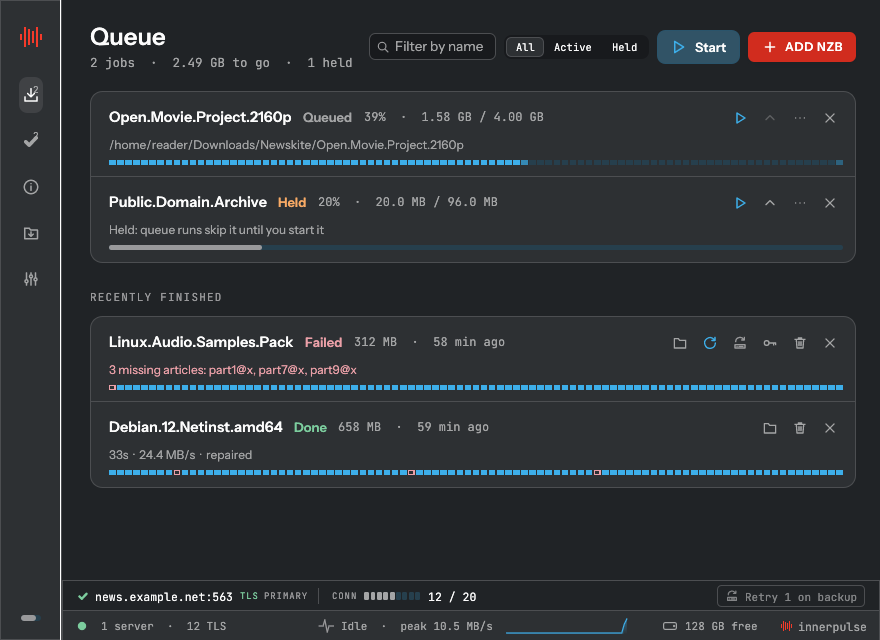 Queue
2 jobs · 2.49 GB to go · 1 held
Filter by name
All Active Held
Start
ADD NZB
2
2
Open.Movie.Project.2160p Queued 39% · 1.58 GB / 4.00 GB
/home/reader/Downloads/Newskite/Open.Movie.Project.2160p
Public.Domain.Archive Held 20% · 20.0 MB / 96.0 MB
Held: queue runs skip it until you start it
RECENTLY FINISHED
Linux.Audio.Samples.Pack Failed 312 MB · 58 min ago
3 missing articles: part1@x, part7@x, part9@x
Debian.12.Netinst.amd64 Done 658 MB · 59 min ago
33s · 24.4 MB/s · repaired
news.example.net:563 TLS PRIMARY CONN 12 / 20 Retry 1 on backup
1 server · 12 TLS Idle · peak 10.5 MB/s 128 GB free innerpulse